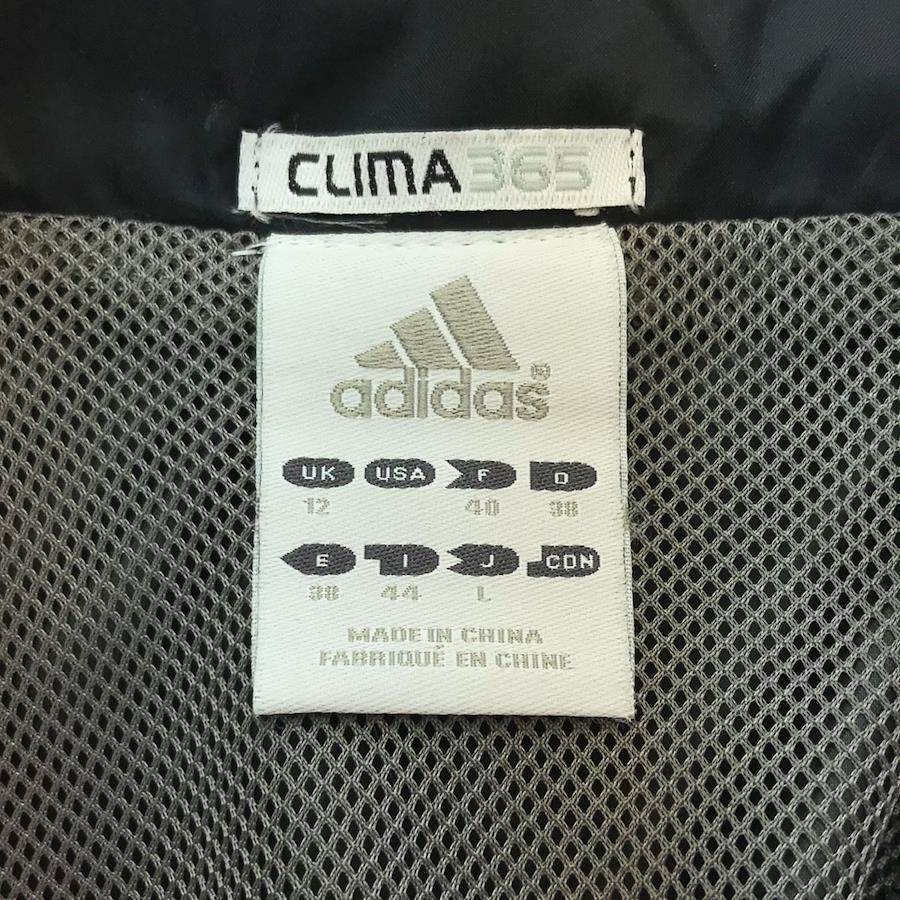 CLIMA365
adidas®
UK USA F D
12 40 38
E I J CDN
38 44 L
MADE IN CHINA
FABRIQUÉ EN CHINE